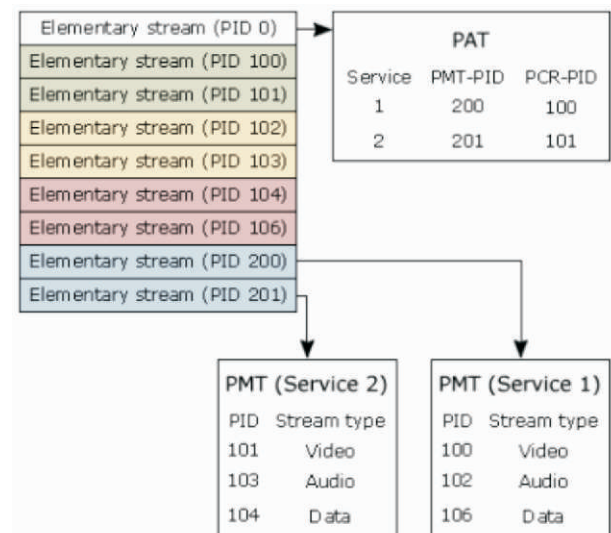 Elementary stream (PID 0)
Elementary stream (PID 100)
Elementary stream (PID 101)
Elementary stream (PID 102)
Elementary stream (PID 103)
Elementary stream (PID 104)
Elementary stream (PID 106)
Elementary stream (PID 200)
Elementary stream (PID 201)
PAT
Service PMT-PID PCR-PID
1 200 100
2 201 101
PMT (Service 2)
PID Stream type
101 Video
103 Audio
104 Data
PMT (Service 1)
PID Stream type
100 Video
102 Audio
106 Data